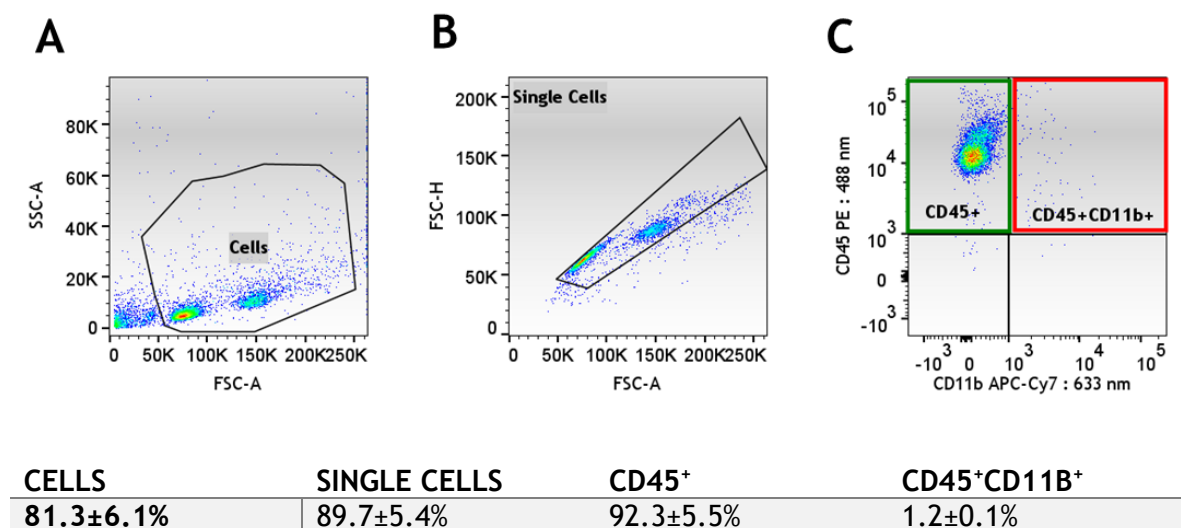 A
B
C
80K
60K
40K
20K
0
SSC-A
Cells
0 50K 100K 150K 200K 250K
FSC-A
Single Cells
200K
150K
100K
50K
0
FSC-H
0 50K 100K 150K 200K 250K
FSC-A
10^5
10^4
10^3
10^3
0
-10^3
CD45 PE : 488 nm
CD45+
CD45+CD11b+
-10^3 0 10^3 10^4 10^5
CD11b APC-Cy7 : 633 nm
CELLS SINGLE CELLS CD45⁺ CD45⁺CD11B⁺
81.3±6.1% 89.7±5.4% 92.3±5.5% 1.2±0.1%